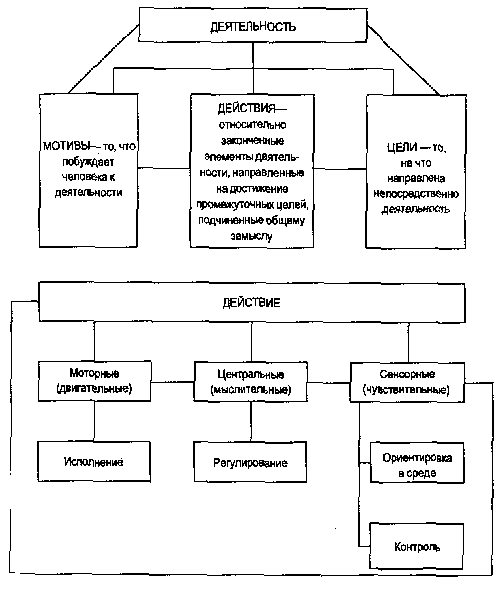 ДЕЯТЕЛЬНОСТЬ
МОТИВЫ— то, что
побуждает
человека к
деятельности
ДЕЙСТВИЯ—
относительно
законченные
элементы деятель-
ности, направленные
на достижение
промежуточных целей,
подчиненные общему
замыслу
ЦЕЛИ —то,
на что
направлена
непосредственно
деятельность
ДЕЙСТВИЕ
Моторные
(двигательные)
Центральные
(мыслительные)
Сенсорные
(чувствительные)
Исполнение
Регулирование
Ориентировка
в среде
Контроль